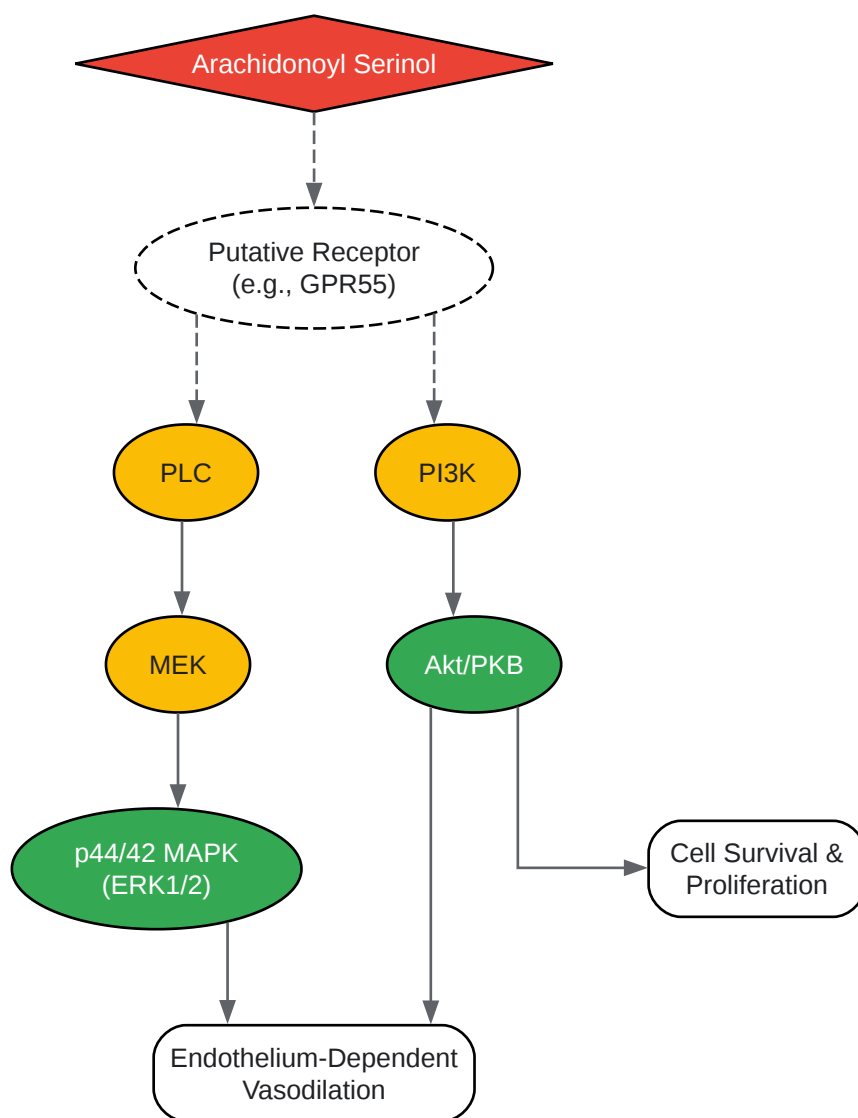 Arachidonoyl Serinol
Putative Receptor
(e.g., GPR55)
PLC
PI3K
MEK
Akt/PKB
p44/42 MAPK
(ERK1/2)
Cell Survival &
Proliferation
Endothelium-Dependent
Vasodilation